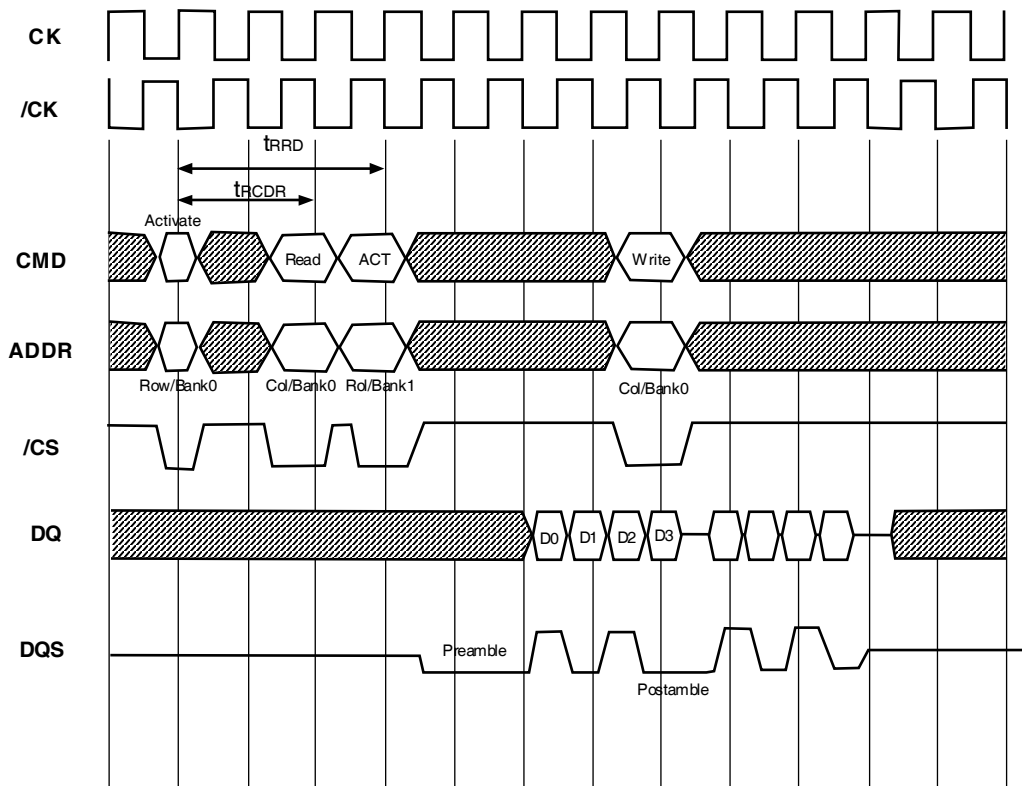 CK
/CK
tRRD
tRCDR
Activate
CMD
Read
ACT
Write
ADDR
Row/Bank0
Col/Bank0
Rol/Bank1
Col/Bank0
/CS
DQ
D0
D1
D2
D3
DQS
Preamble
Postamble